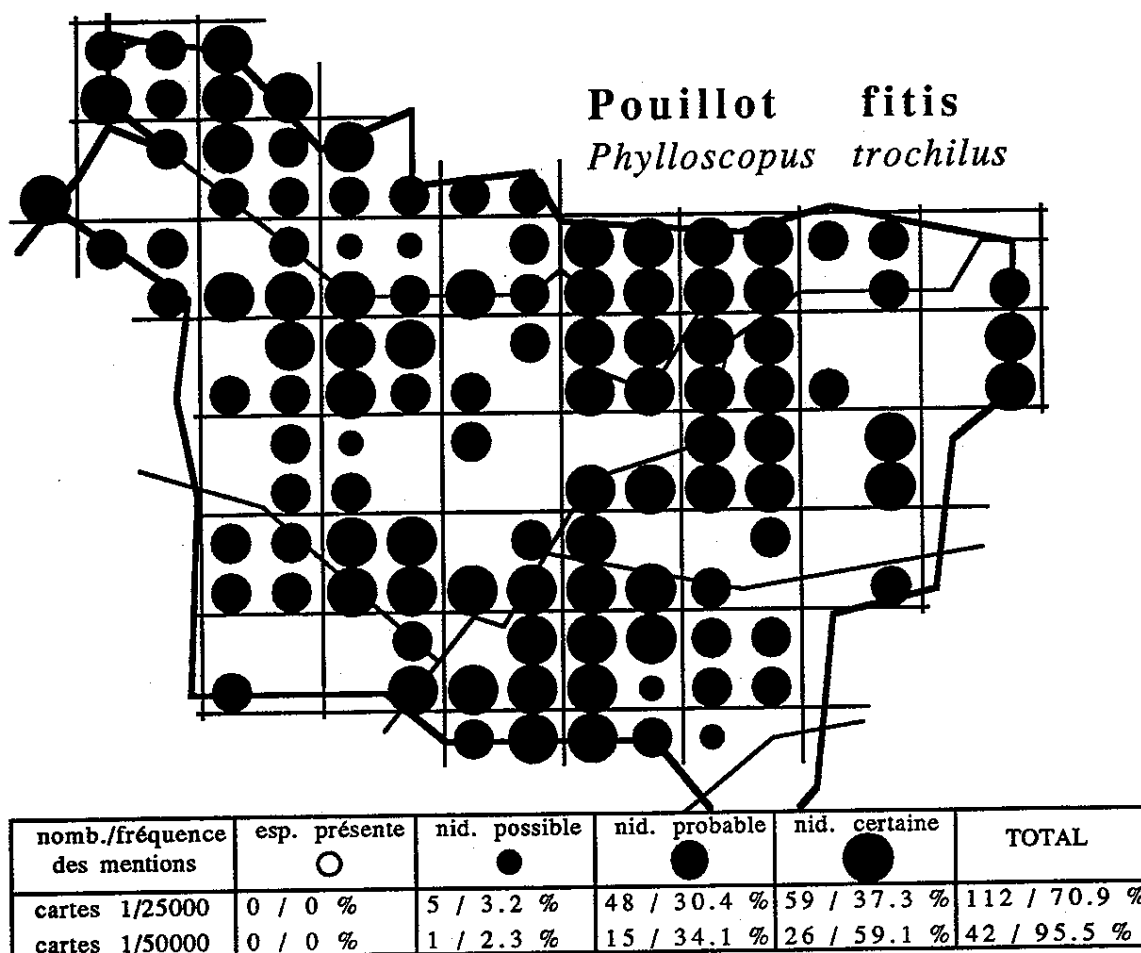 Pouillot fitis
Phylloscopus trochilus
nomb./fréquence des mentions esp. présente nid. possible nid. probable nid. certaine TOTAL
cartes 1/25000 0 / 0 % 5 / 3.2 % 48 / 30.4 % 59 / 37.3 % 112 / 70.9 %
cartes 1/50000 0 / 0 % 1 / 2.3 % 15 / 34.1 % 26 / 59.1 % 42 / 95.5 %